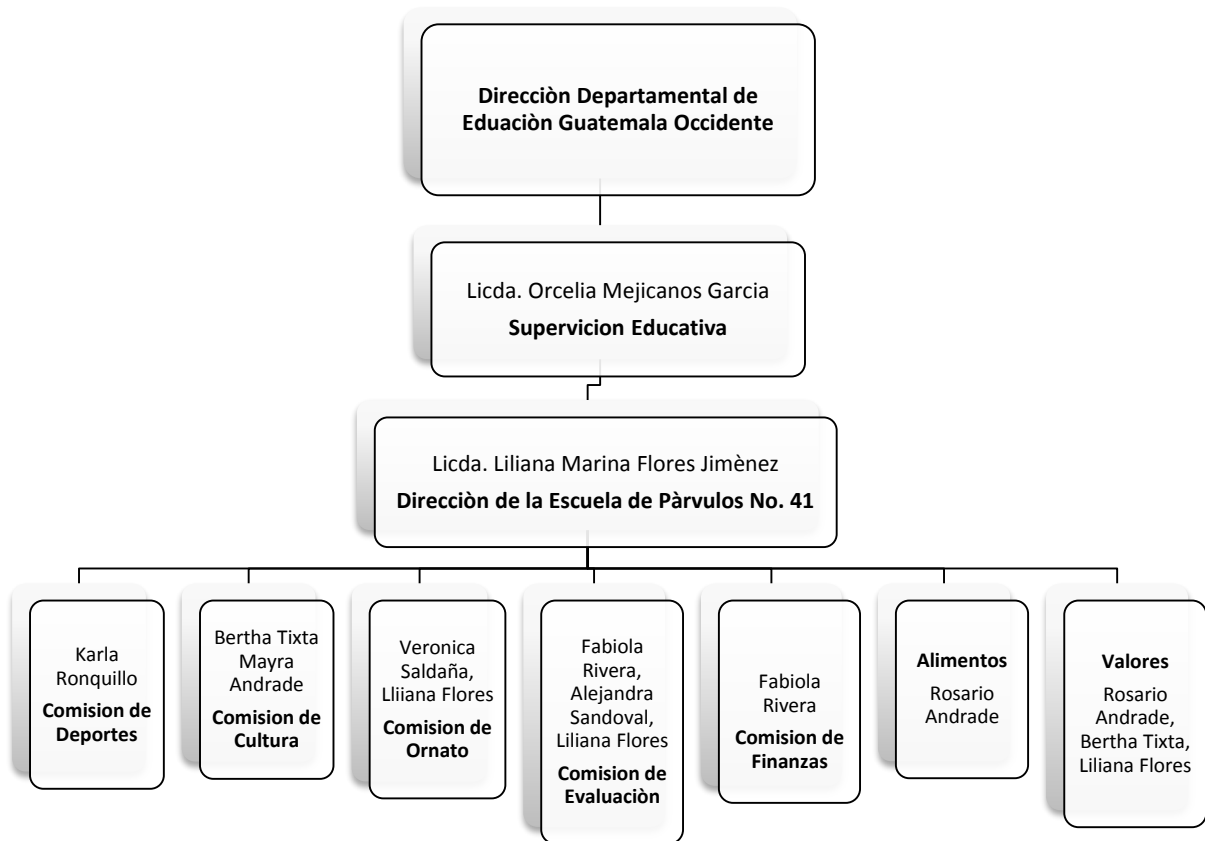 Direcciòn Departamental de
Eduaciòn Guatemala Occidente
Licda. Orcelia Mejicanos Garcia
Supervicion Educativa
Licda. Liliana Marina Flores Jimènez
Direcciòn de la Escuela de Pàrvulos No. 41
Karla
Ronquillo
Comision de
Deportes
Bertha Tixta
Mayra
Andrade
Comision de
Cultura
Veronica
Saldaña,
Lliiana Flores
Comision de
Ornato
Fabiola
Rivera,
Alejandra
Sandoval,
Liliana Flores
Comision de
Evaluaciòn
Fabiola
Rivera
Comision de
Finanzas
Alimentos
Rosario
Andrade
Valores
Rosario
Andrade,
Bertha Tixta,
Liliana Flores